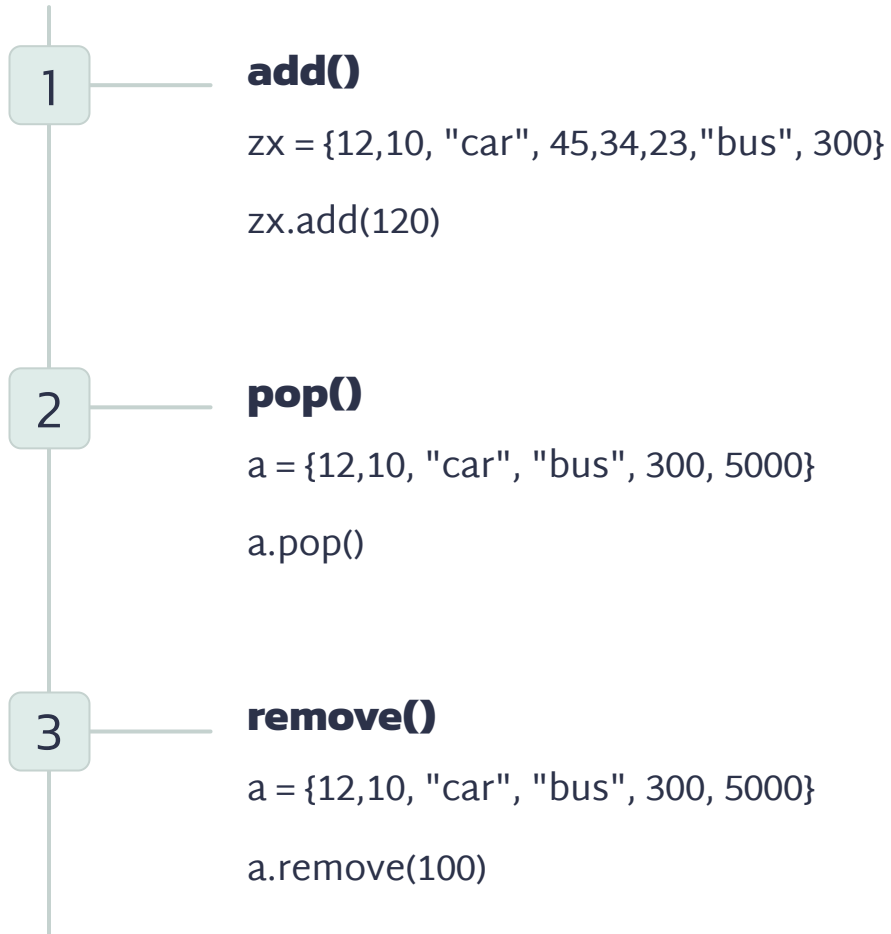 1
add()
zx = {12,10, "car", 45,34,23,"bus", 300}
zx.add(120)
2
pop()
a = {12,10, "car", "bus", 300, 5000}
a.pop()
3
remove()
a = {12,10, "car", "bus", 300, 5000}
a.remove(100)